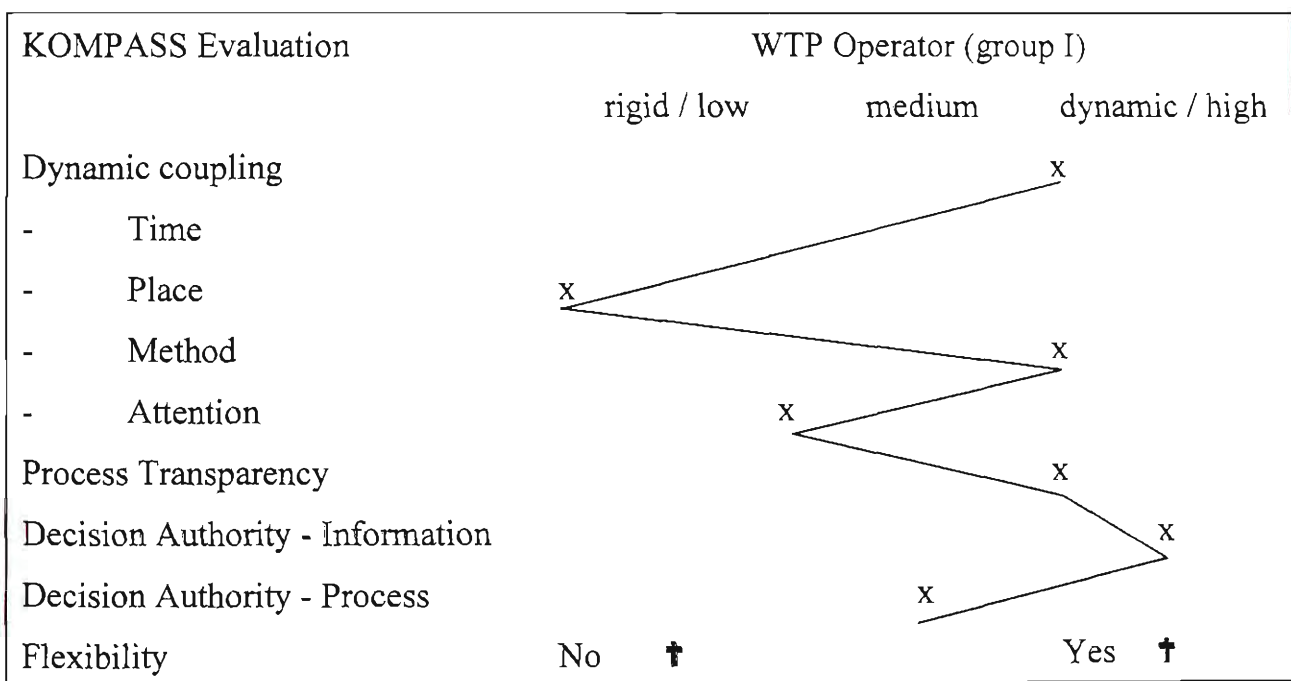 KOMPASS Evaluation WTP Operator (group I)
rigid / low medium dynamic / high
Dynamic coupling x
- Time
- Place x
- Method x
- Attention x
Process Transparency x
Decision Authority - Information x
Decision Authority - Process x
Flexibility No † Yes †